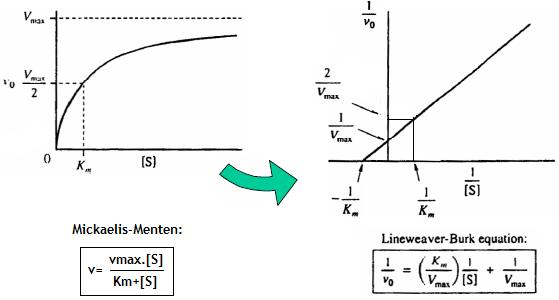 Vmax
v0 Vmax/2
0 Km [S]
1/v0
2/Vmax
1/Vmax
-1/Km 1/Km 1/[S]
Mickaelis-Menten:
v= vmax.[S]/Km+[S]
Lineweaver-Burk equation:
1/v0 = (Km/Vmax) 1/[S] + 1/Vmax